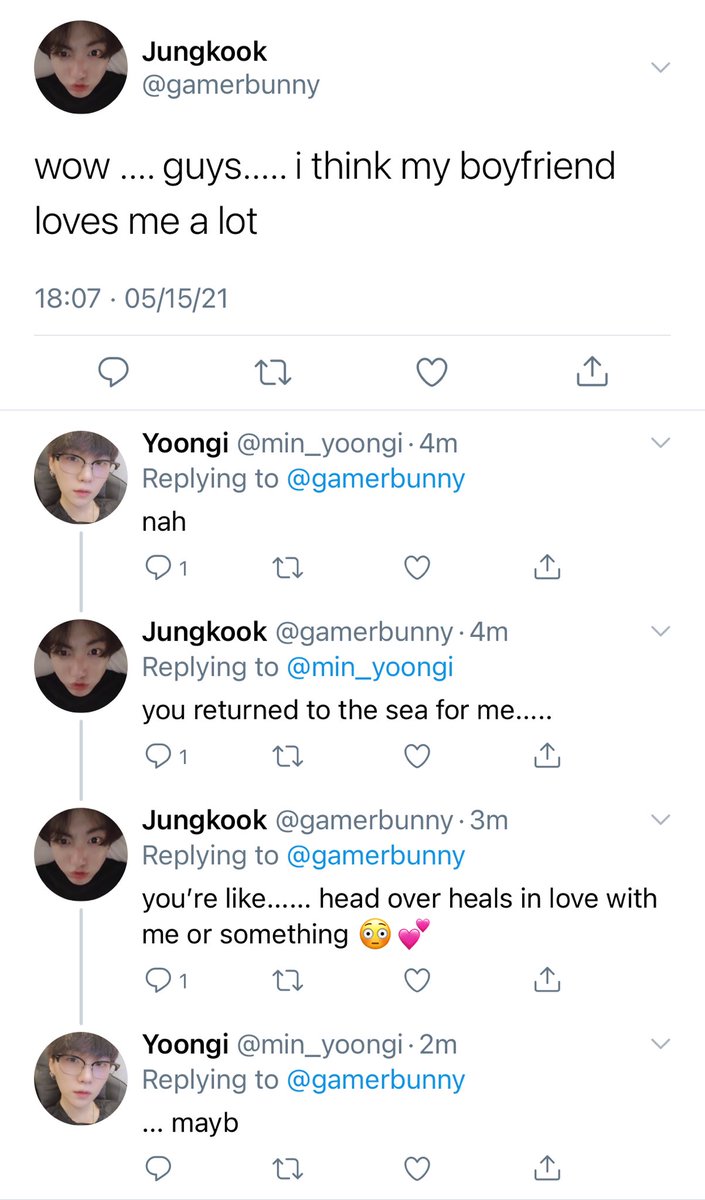 Jungkook
@gamerbunny
wow .... guys..... i think my boyfriend
loves me a lot
18:07 · 05/15/21
Yoongi @min_yoongi · 4m
Replying to @gamerbunny
nah
1
Jungkook @gamerbunny · 4m
Replying to @min_yoongi
you returned to the sea for me.....
1
Jungkook @gamerbunny · 3m
Replying to @gamerbunny
you’re like...... head over heals in love with
me or something 😳 💕
1
Yoongi @min_yoongi · 2m
Replying to @gamerbunny
... mayb